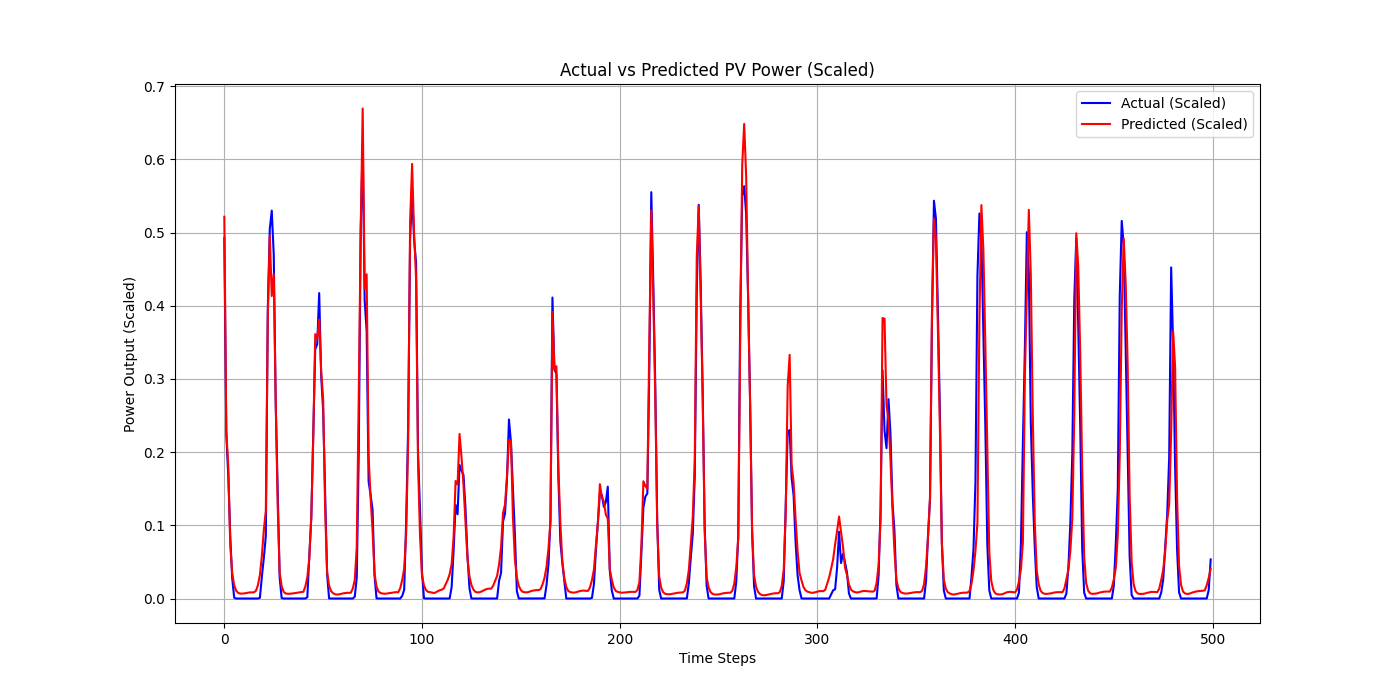 Actual vs Predicted PV Power (Scaled)
Actual (Scaled)
Predicted (Scaled)
Power Output (Scaled)
0.7
0.6
0.5
0.4
0.3
0.2
0.1
0.0
0 100 200 300 400 500
Time Steps